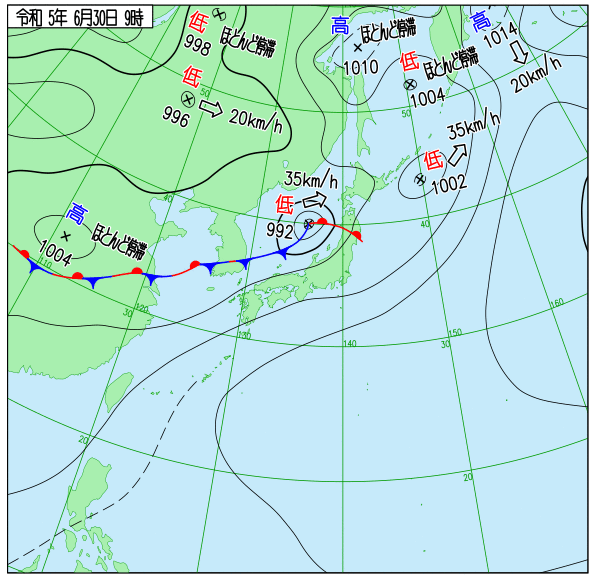 令和 5年 6月30日 9時
低
998
ほとんど停滞
高
1010
ほとんど停滞
高
1014
20km/h
低
996
20km/h
50
低
1004
ほとんど停滞
50
35km/h
低
1002
40
35km/h
低
992
40
高
1004
ほとんど停滞
110
30
120
130
140
30
150
160
20
20